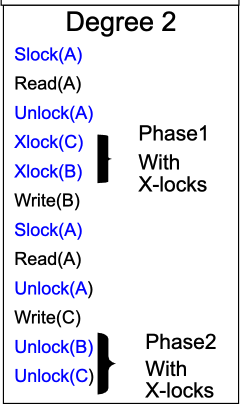 Degree 2
Slock(A)
Read(A)
Unlock(A)
Xlock(C)
Xlock(B)
Write(B)
Slock(A)
Read(A)
Unlock(A)
Write(C)
Unlock(B)
Unlock(C)
Phase1
With
X-locks
Phase2
With
X-locks